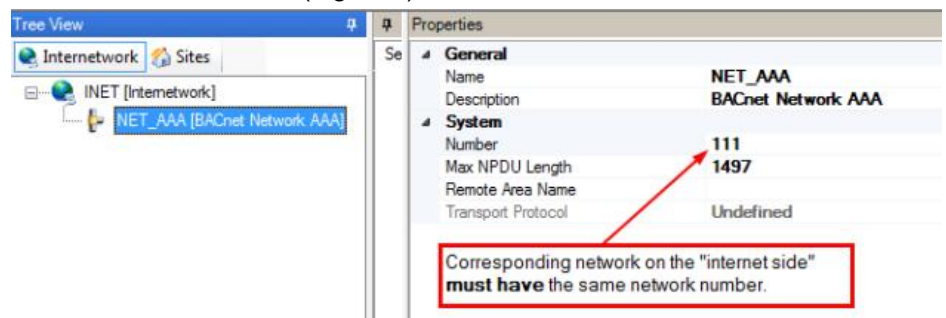 Tree View
Properties
Internetwork Sites
Se
General
INET [Internetwork]
NET_AAA [BACnet Network AAA]
Name NET_AAA
Description BACnet Network AAA
System
Number 111
Max NPDU Length 1497
Remote Area Name
Transport Protocol Undefined
Corresponding network on the "internet side"
must have the same network number.